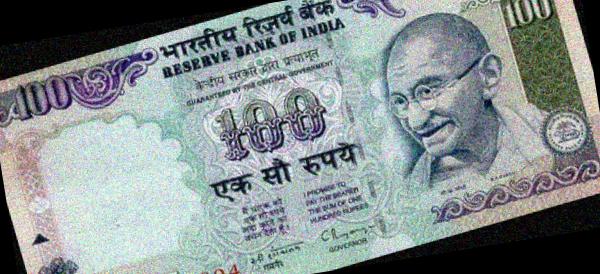 भारतीय रिज़र्व बैंक
RESERVE BANK OF INDIA
100
100
केन्द्रीय सरकार द्वारा प्रत्याभूत
GUARANTEED BY THE CENTRAL GOVERNMENT
100
एक सौ रुपये
I PROMISE TO
PAY THE BEARER
THE SUM OF ONE
HUNDRED RUPEES
GOVERNOR